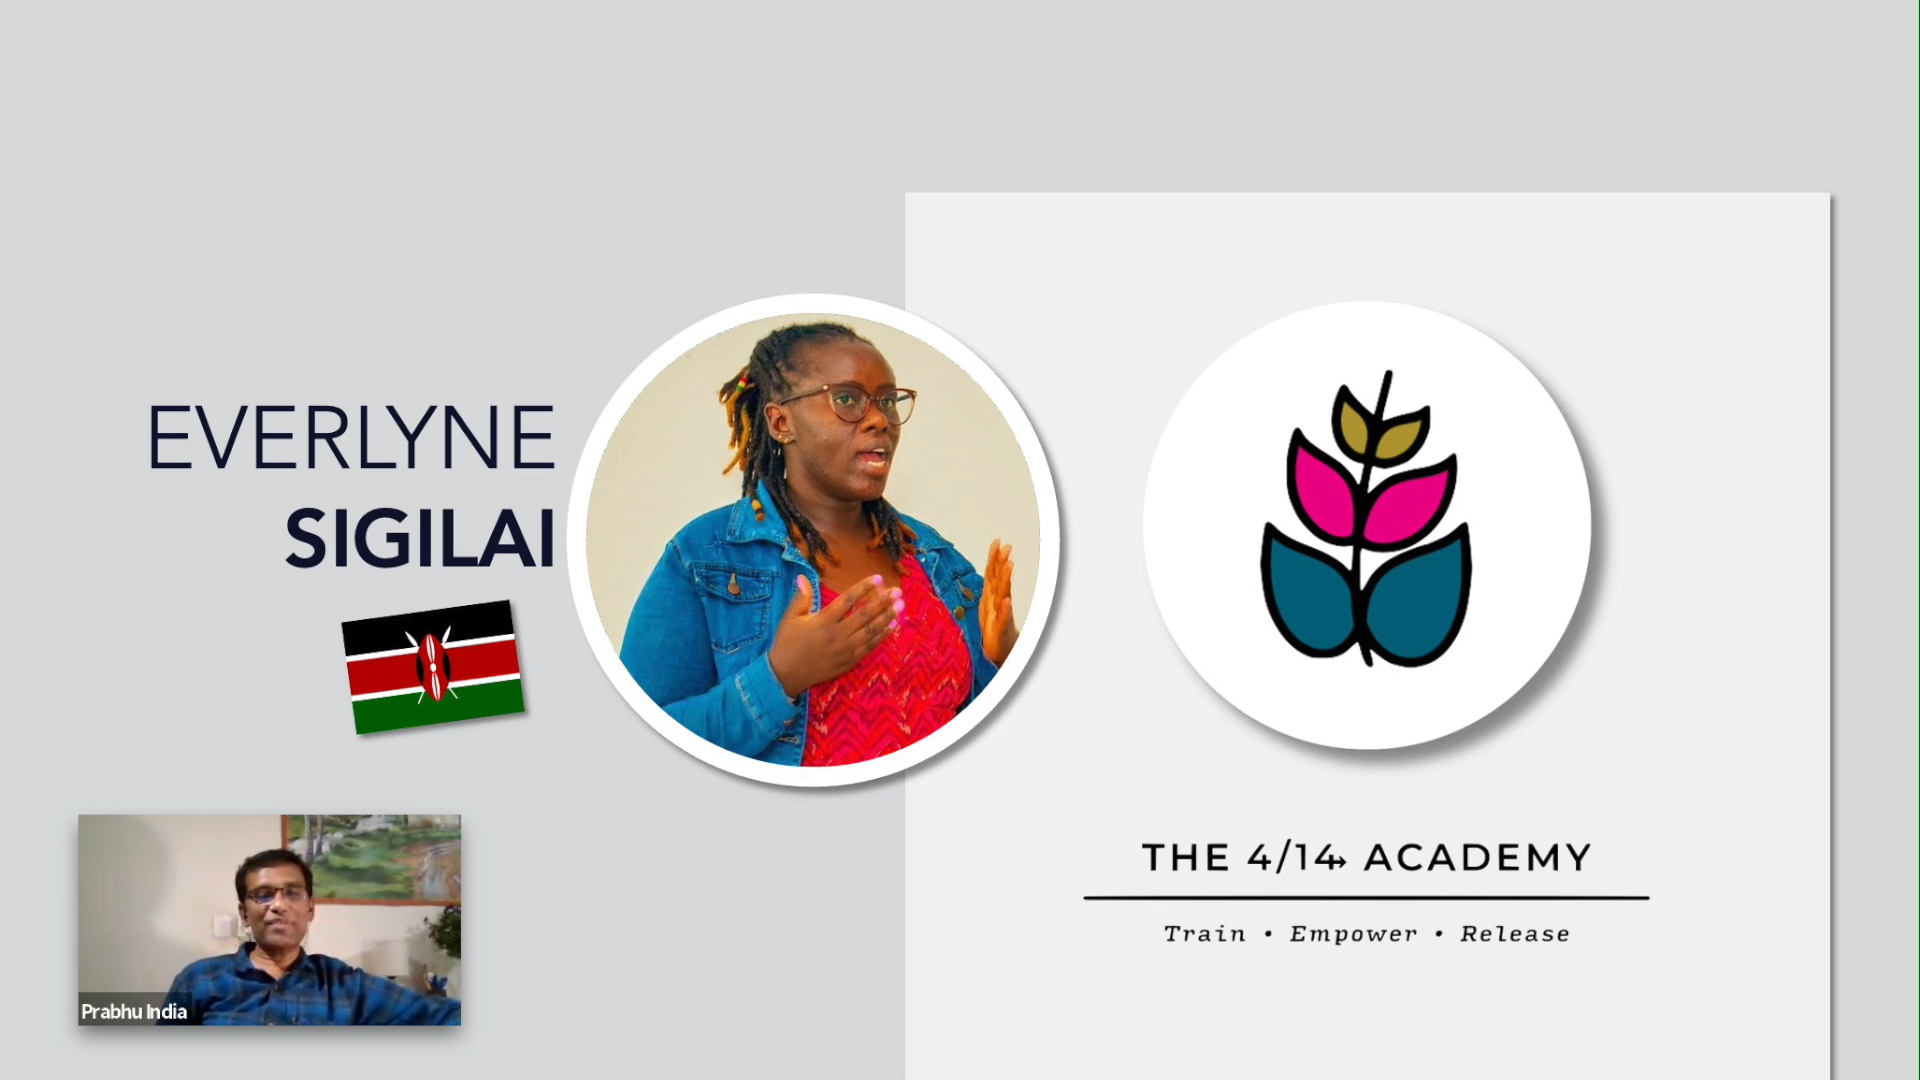 EVERLYNE
SIGILAI
THE 4/14 ACADEMY
Train • Empower • Release
Prabhu India